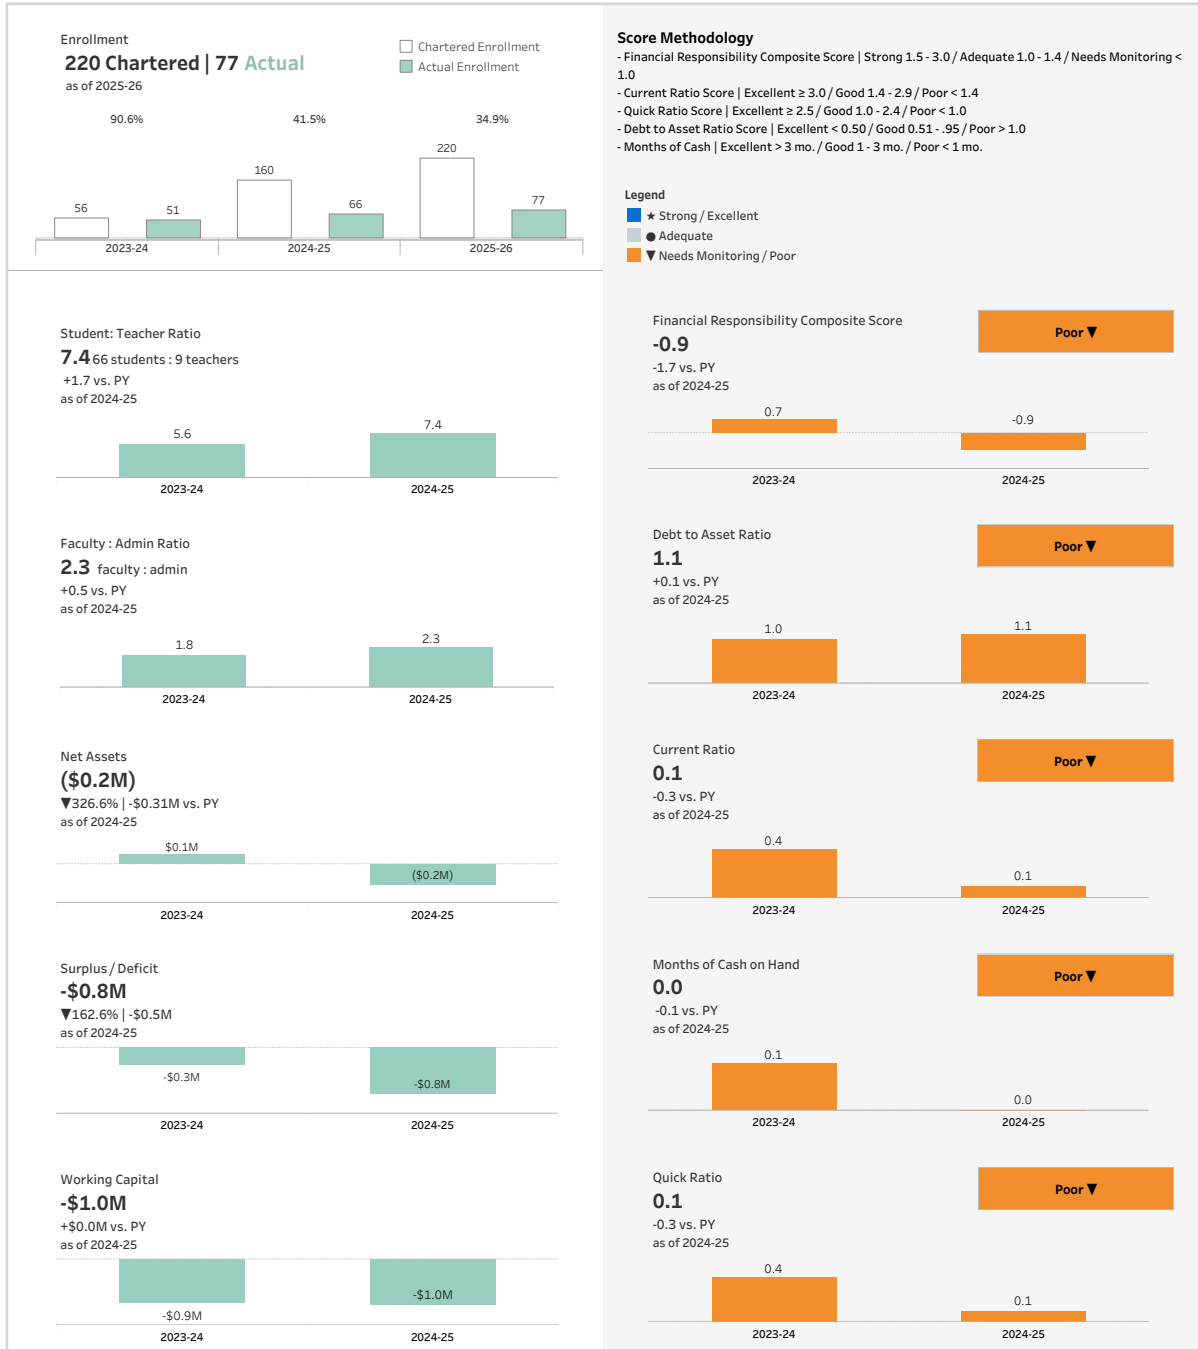 Enrollment
220 Chartered | 77 Actual
as of 2025-26
Chartered Enrollment
Actual Enrollment
90.6%
41.5%
34.9%
56
51
160
66
220
77
2023-24
2024-25
2025-26
Score Methodology
- Financial Responsibility Composite Score | Strong 1.5 - 3.0 / Adequate 1.0 - 1.4 / Needs Monitoring <
1.0
- Current Ratio Score | Excellent ≥ 3.0 / Good 1.4 - 2.9 / Poor < 1.4
- Quick Ratio Score | Excellent ≥ 2.5 / Good 1.0 - 2.4 / Poor < 1.0
- Debt to Asset Ratio Score | Excellent < 0.50 / Good 0.51 - .95 / Poor > 1.0
- Months of Cash | Excellent > 3 mo. / Good 1 - 3 mo. / Poor < 1 mo.
Legend
★ Strong / Excellent
● Adequate
▼ Needs Monitoring / Poor
Student: Teacher Ratio
7.4 66 students : 9 teachers
+1.7 vs. PY
as of 2024-25
5.6
7.4
2023-24
2024-25
Faculty : Admin Ratio
2.3 faculty : admin
+0.5 vs. PY
as of 2024-25
1.8
2.3
2023-24
2024-25
Net Assets
($0.2M)
▼326.6% | -$0.31M vs. PY
as of 2024-25
$0.1M
($0.2M)
2023-24
2024-25
Surplus / Deficit
-$0.8M
▼162.6% | -$0.5M
as of 2024-25
-$0.3M
-$0.8M
2023-24
2024-25
Working Capital
-$1.0M
+$0.0M vs. PY
as of 2024-25
-$0.9M
-$1.0M
2023-24
2024-25
Financial Responsibility Composite Score
-0.9
-1.7 vs. PY
as of 2024-25
Poor ▼
0.7
-0.9
2023-24
2024-25
Debt to Asset Ratio
1.1
+0.1 vs. PY
as of 2024-25
Poor ▼
1.0
1.1
2023-24
2024-25
Current Ratio
0.1
-0.3 vs. PY
as of 2024-25
Poor ▼
0.4
0.1
2023-24
2024-25
Months of Cash on Hand
0.0
-0.1 vs. PY
as of 2024-25
Poor ▼
0.1
0.0
2023-24
2024-25
Quick Ratio
0.1
-0.3 vs. PY
as of 2024-25
Poor ▼
0.4
0.1
2023-24
2024-25